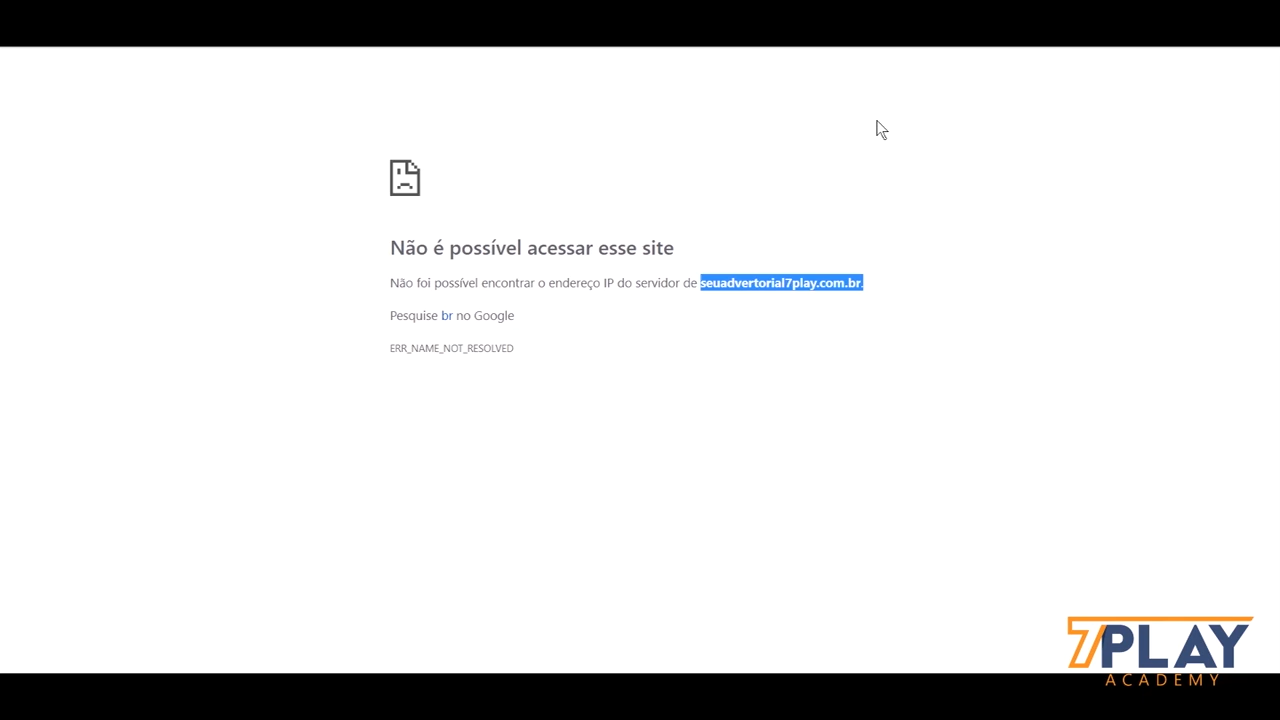 Não é possível acessar esse site
Não foi possível encontrar o endereço IP do servidor de seuadvertorial7play.com.br.
Pesquise br no Google
ERR_NAME_NOT_RESOLVED
7PLAY
ACADEMY